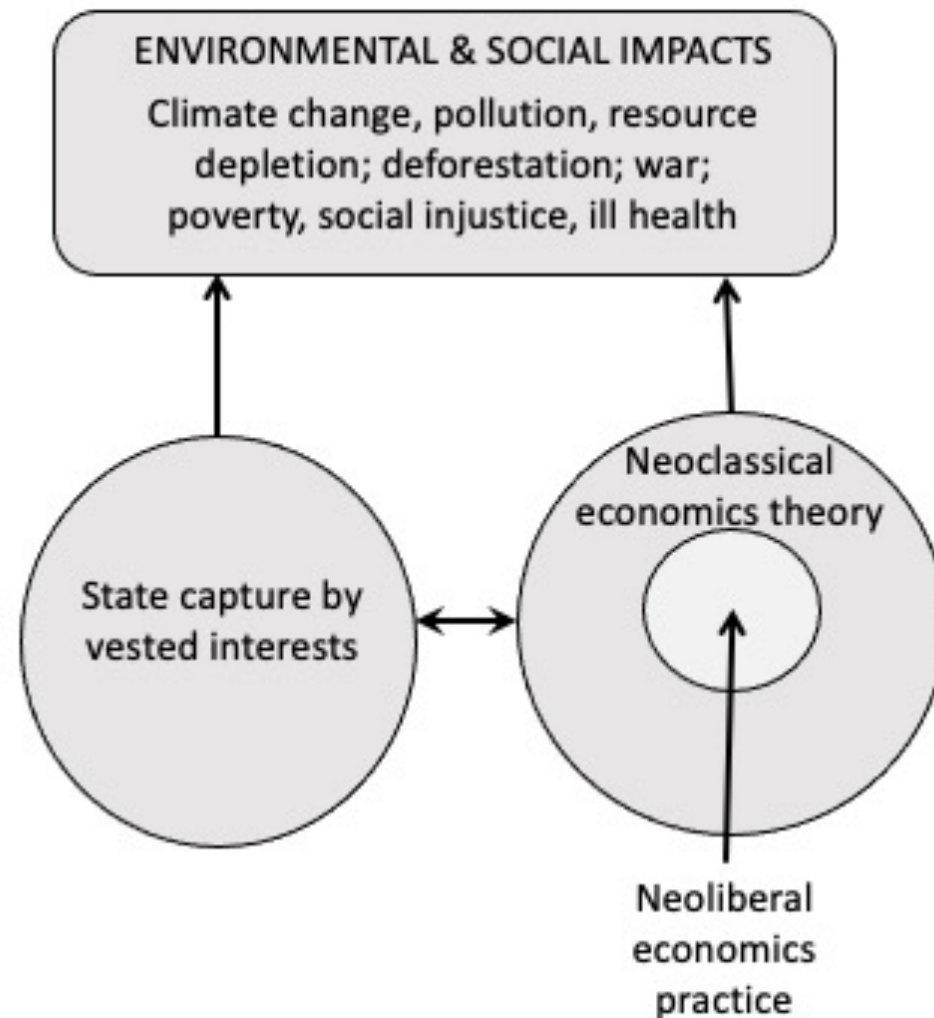 ENVIRONMENTAL & SOCIAL IMPACTS
Climate change, pollution, resource
depletion; deforestation; war;
poverty, social injustice, ill health
Neoclassical
economics theory
State capture by
vested interests
Neoliberal
economics
practice